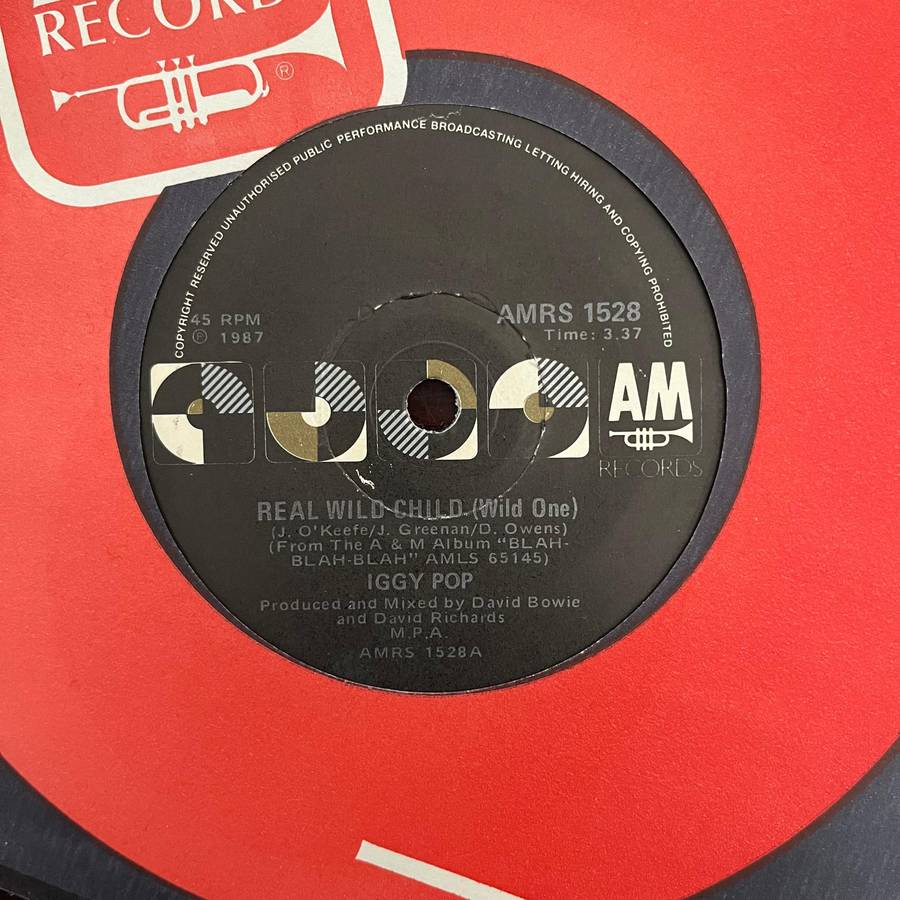 RECORDS
®
COPYRIGHT RESERVED UNAUTHORISED PUBLIC PERFORMANCE BROADCASTING LETTING HIRING AND COPYING PROHIBITED
45 RPM
℗ 1987
AMRS 1528
Time: 3.37
AM
RECORDS
REAL WILD CHILD (Wild One)
(J. O'Keefe/J. Greenan/D. Owens)
(From The A & M Album "BLAH-
BLAH-BLAH" AMLS 65145)
IGGY POP
Produced and Mixed by David Bowie
and David Richards
M.P.A.
AMRS 1528A